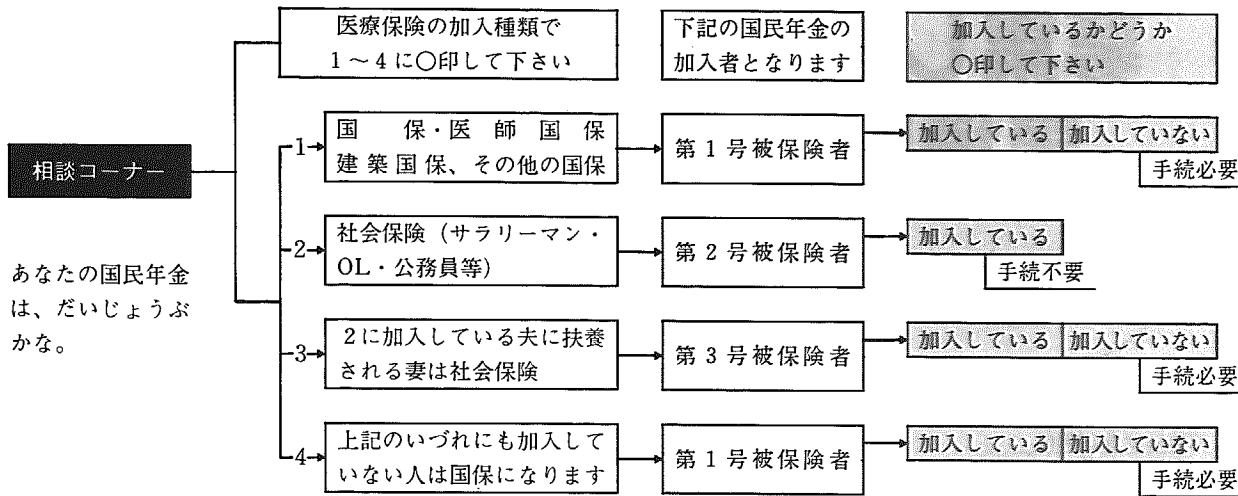 医療保険の加入種類で
1～4に○印して下さい
下記の国民年金の
加入者となります
加入しているかどうか
○印して下さい
相談コーナー
あなたの国民年金
は、だいじょうぶ
かな。
1
国保・医師国保
建築国保、その他の国保
第1号被保険者
加入している
加入していない
手続必要
2
社会保険（サラリーマン・
OL・公務員等）
第2号被保険者
加入している
手続不要
3
2に加入している夫に扶養
される妻は社会保険
第3号被保険者
加入している
加入していない
手続必要
4
上記のいづれにも加入して
いない人は国保になります
第1号被保険者
加入している
加入していない
手続必要